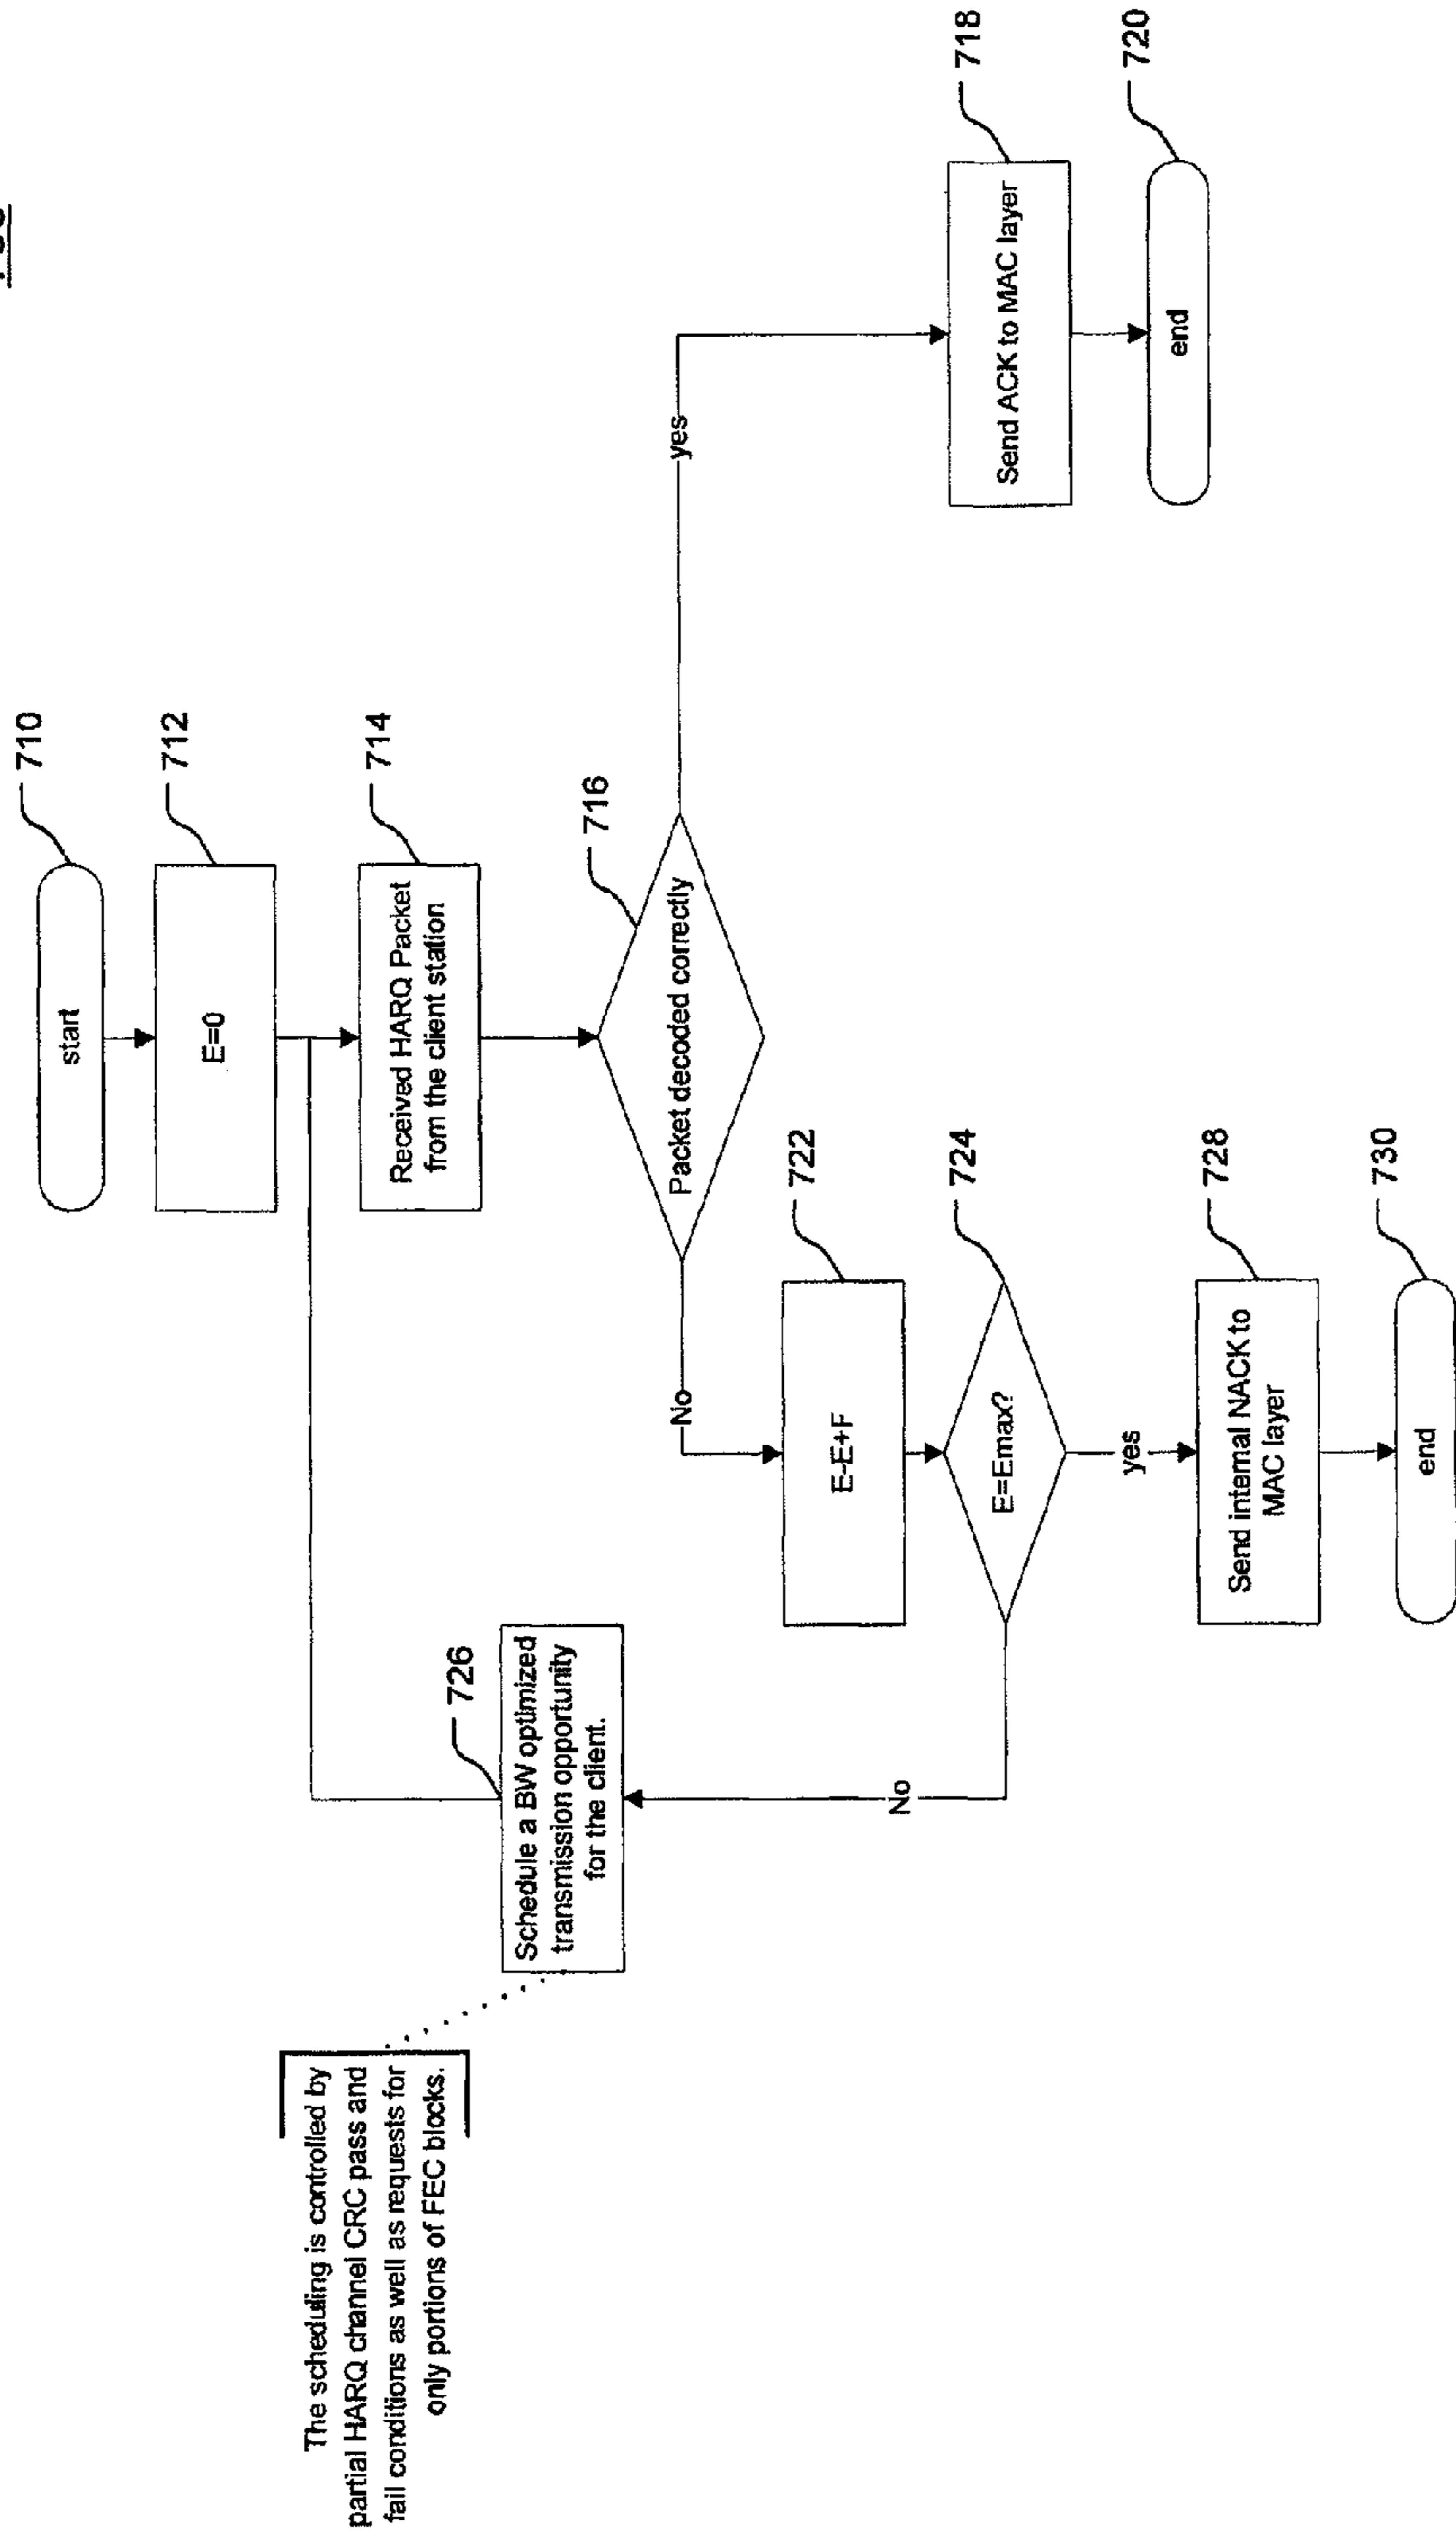 710
start
712
E=0
714
Received HARQ Packet
from the client station
716
Packet decoded correctly
yes
718
Send ACK to MAC layer
720
end
No
722
E-E+F
724
E=Emax?
No
yes
726
Schedule a BW optimized
transmission opportunity
for the client.
The scheduling is controlled by
partial HARQ channel CRC pass and
fail conditions as well as requests for
only portions of FEC blocks.
728
Send internal NACK to
MAC layer
730
end